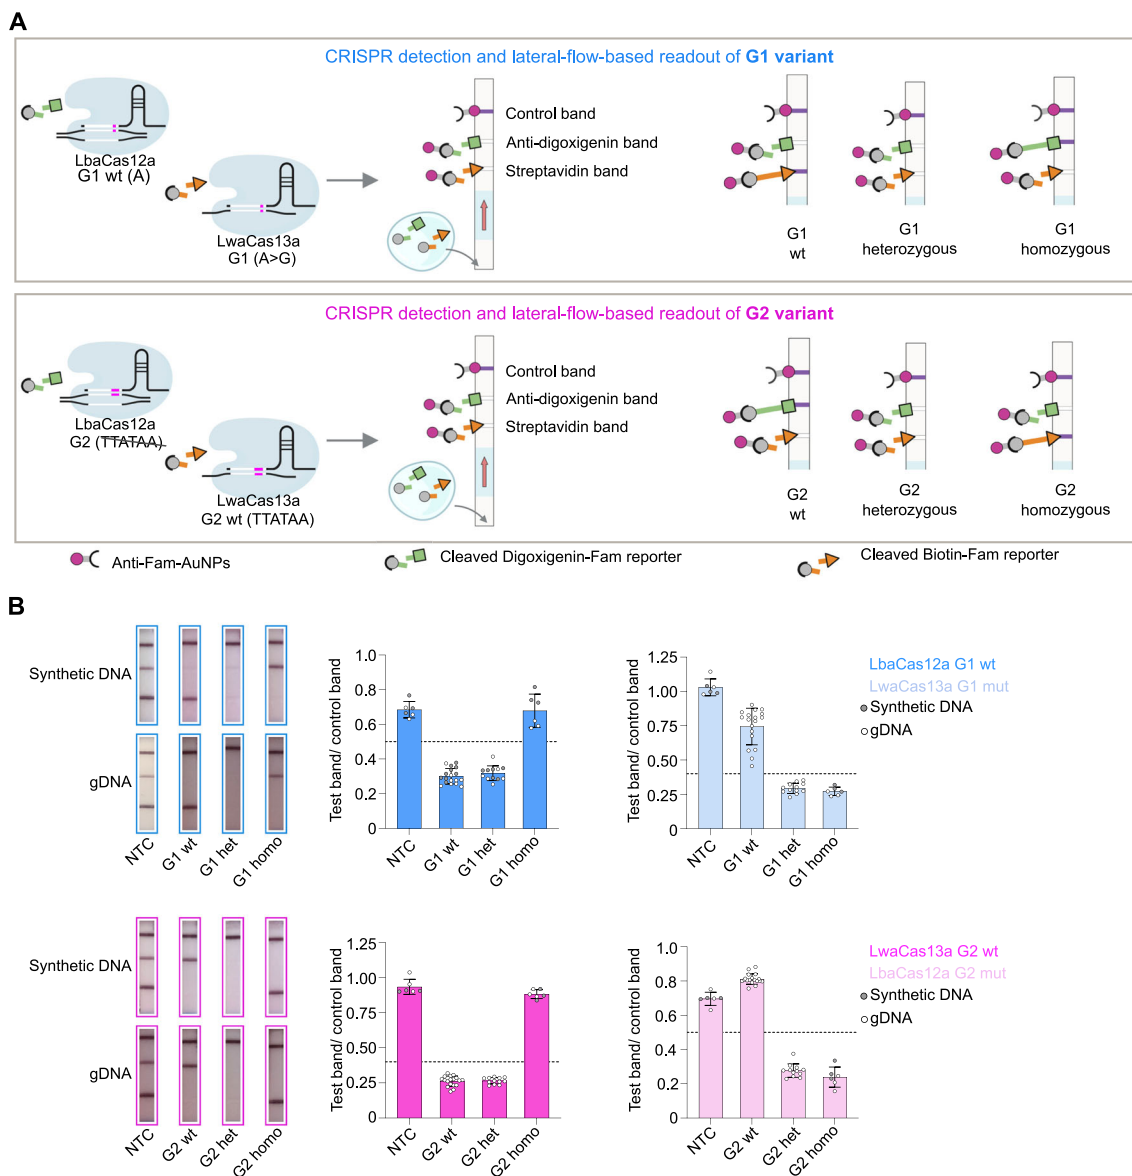 A
CRISPR detection and lateral-flow-based readout of G1 variant
LbaCas12a
G1 wt (A)
LwaCas13a
G1 (A>G)
Control band
Anti-digoxigenin band
Streptavidin band
G1
wt
G1
heterozygous
G1
homozygous
CRISPR detection and lateral-flow-based readout of G2 variant
LbaCas12a
G2 (TTATAA)
LwaCas13a
G2 wt (TTATAA)
Control band
Anti-digoxigenin band
Streptavidin band
G2
wt
G2
heterozygous
G2
homozygous
Anti-Fam-AuNPs
Cleaved Digoxigenin-Fam reporter
Cleaved Biotin-Fam reporter
B
Synthetic DNA
gDNA
NTC
G1 wt
G1 het
G1 homo
Test band/ control band
1.0
0.8
0.6
0.4
0.2
0
NTC
G1 wt
G1 het
G1 homo
Test band/ control band
1.25
1.00
0.75
0.50
0.25
0
NTC
G1 wt
G1 het
G1 homo
LbaCas12a G1 wt
LwaCas13a G1 mut
Synthetic DNA
gDNA
Synthetic DNA
gDNA
NTC
G2 wt
G2 het
G2 homo
Test band/ control band
1.25
1.00
0.75
0.50
0.25
0
NTC
G2 wt
G2 het
G2 homo
Test band/ control band
1.0
0.8
0.6
0.4
0.2
0
NTC
G2 wt
G2 het
G2 homo
LwaCas13a G2 wt
LbaCas12a G2 mut
Synthetic DNA
gDNA